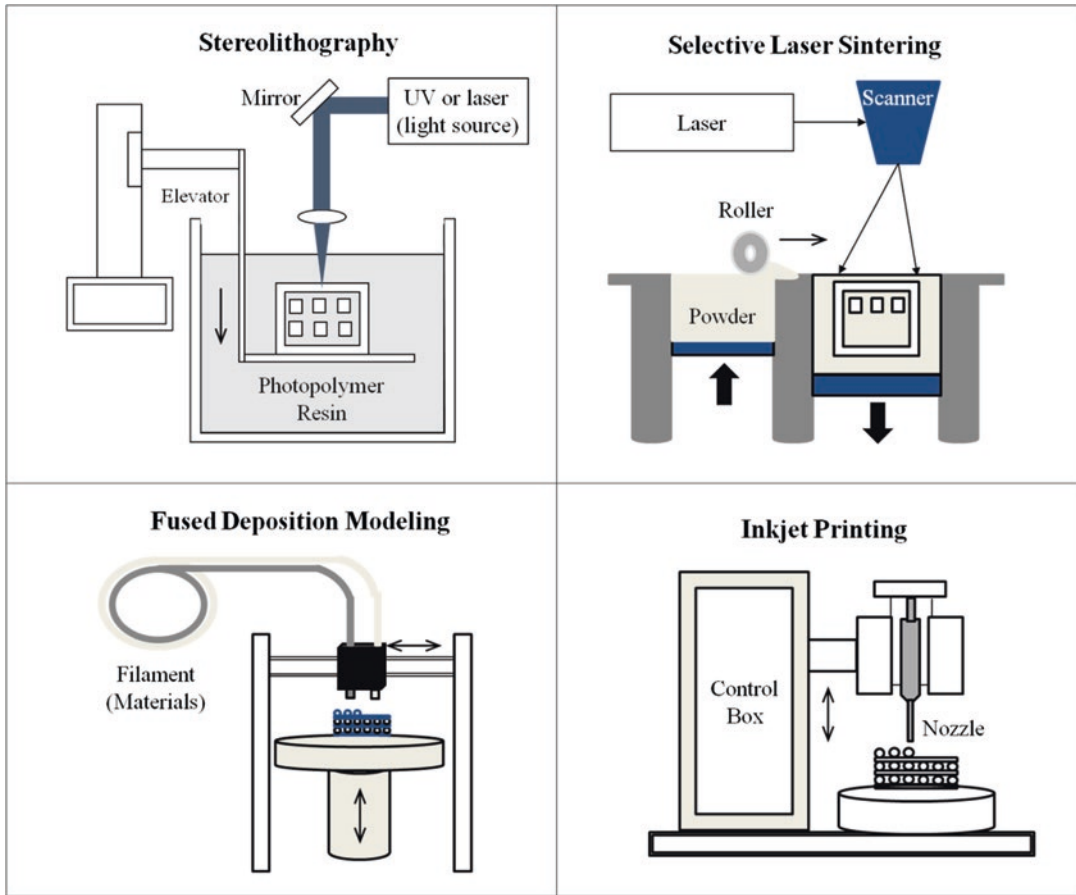 Stereolithography
Mirror
UV or laser
(light source)
Elevator
Photopolymer
Resin
Selective Laser Sintering
Scanner
Laser
Roller
Powder
Fused Deposition Modeling
Filament
(Materials)
Inkjet Printing
Control
Box
Nozzle